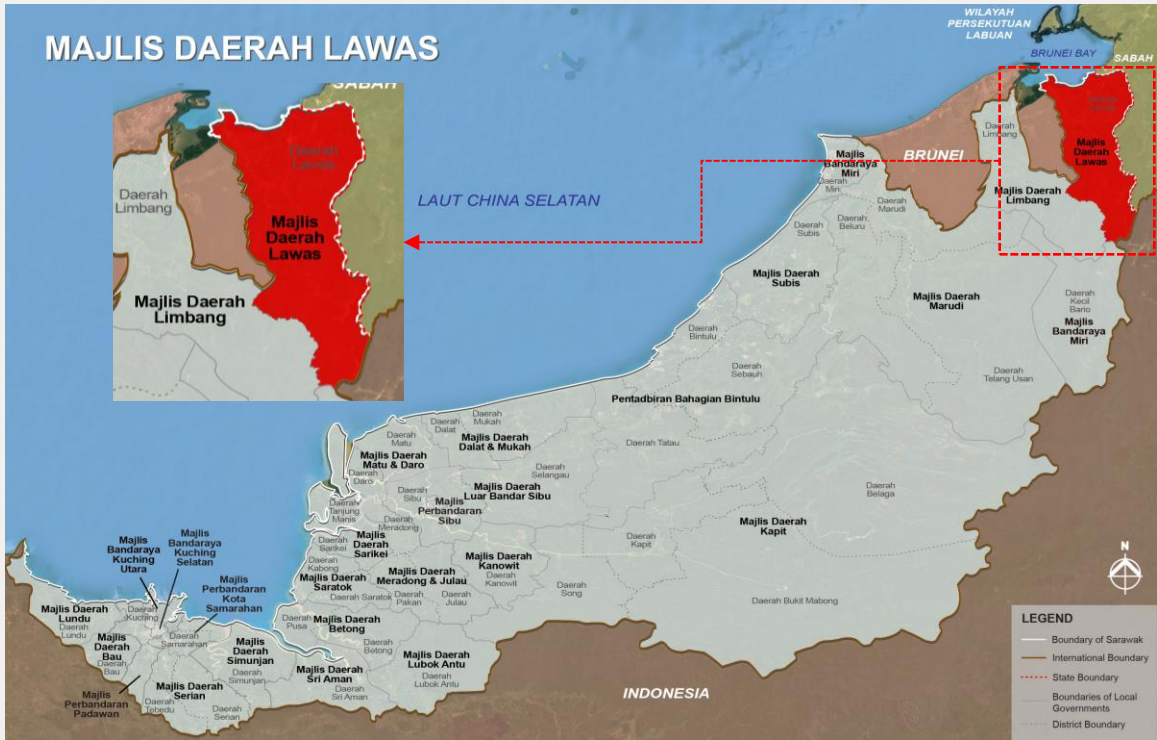 MAJLIS DAERAH LAWAS
WILAYAH
PERSEKUTUAN
LABUAN
BRUNEI BAY
SABAH
SABAH
Daerah
Lawas
Daerah
Limbang
Majlis
Daerah
Lawas
Majlis Daerah
Limbang
LAUT CHINA SELATAN
Daerah
Lawas
Majlis
Daerah
Lawas
Daerah
Limbang
Majlis Daerah
Limbang
BRUNEI
Majlis
Bandaraya
Miri
Daerah
Miri
Daerah
Marudi
Daerah
Beluru
Daerah
Subis
Majlis Daerah
Subis
Majlis Daerah
Marudi
Daerah
Kecil
Bario
Majlis
Bandaraya
Miri
Daerah
Bintulu
Daerah
Sebauh
Daerah
Telang Usan
Pentadbiran Bahagian Bintulu
Daerah
Mukah
Daerah
Dalat
Daerah
Matu
Majlis Daerah
Dalat & Mukah
Daerah Tatau
Majlis Daerah
Matu & Daro
Daerah
Daro
Daerah
Selangau
Daerah
Sibu
Majlis Daerah
Luar Bandar Sibu
Daerah
Belaga
Daerah
Tanjung
Manis
Majlis
Perbandaran
Sibu
Daerah
Meradong
Majlis Daerah
Kapit
Daerah
Sarikei
Majlis
Daerah
Sarikei
Daerah
Kapit
Majlis
Bandaraya
Kuching
Utara
Majlis
Bandaraya
Kuching
Selatan
Majlis
Perbandaran
Kota
Samarahan
Daerah
Kabong
Majlis Daerah
Saratok
Majlis Daerah
Meradong & Julau
Majlis Daerah
Kanowit
Daerah
Kanowit
Daerah Saratok
Daerah
Pakan
Daerah
Julau
Daerah
Song
Daerah Bukit Mabong
Majlis Daerah
Lundu
Daerah
Lundu
Daerah
Kuching
Daerah
Pusa
Majlis Daerah
Betong
Daerah
Betong
Majlis
Daerah
Bau
Daerah
Bau
Daerah
Samarahan
Majlis
Daerah
Simunjan
Daerah
Simunjan
Majlis Daerah
Sri Aman
Daerah
Sri Aman
Majlis Daerah
Lubok Antu
Daerah
Lubok Antu
Majlis
Perbandaran
Padawan
Majlis Daerah
Serian
Daerah
Tebedu
Daerah
Serian
INDONESIA
N
LEGEND
Boundary of Sarawak
International Boundary
State Boundary
Boundaries of Local
Governments
District Boundary